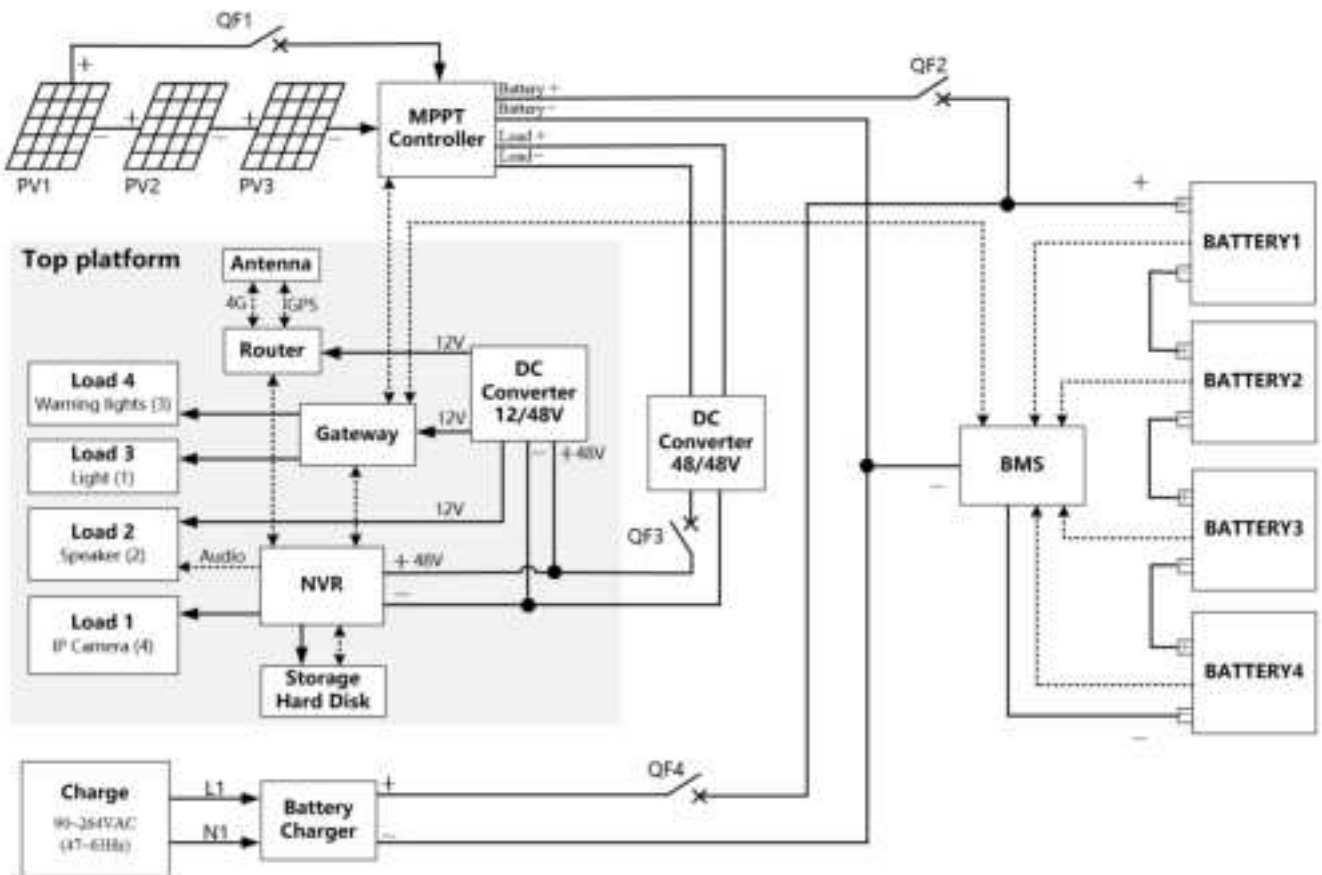 QF1
QF2
+
+
+
Battery +
Battery −
Load +
Load −
MPPT
Controller
−
−
−
PV1
PV2
PV3
+
Top platform
Antenna
4G
GPS
Router
12V
DC
Converter
12/48V
Load 4
Warning lights (3)
Gateway
12V
−
+48V
DC
Converter
48/48V
Load 3
Light (1)
12V
Load 2
Speaker (2)
Audio
QF3
NVR
+ 48V
−
Load 1
IP Camera (4)
Storage
Hard Disk
BATTERY1
BATTERY2
BMS
−
BATTERY3
BATTERY4
−
Charge
90~264VAC
(47~63Hz)
L1
N1
Battery
Charger
+
−
QF4